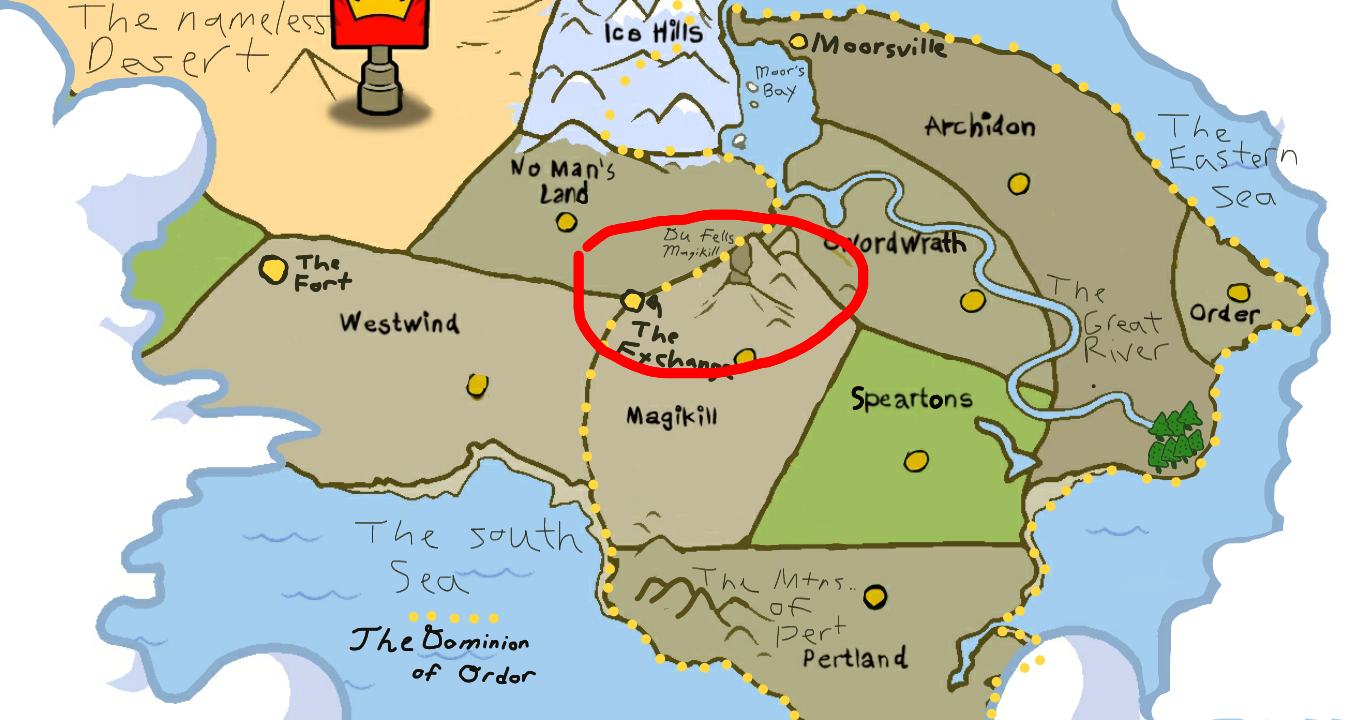 The nameless
Desert
Ice Hills
Moorsville
Moor's
Bay
Archidon
The
Eastern
Sea
No Man's
Land
Du Fells
Magikill
SwordWrath
The
Fort
Westwind
The
Exchange
The
Great
River
Order
Speartons
Magikill
The south
Sea
The Mtns..
of
Pert
Pertland
The Dominion
of Ordor